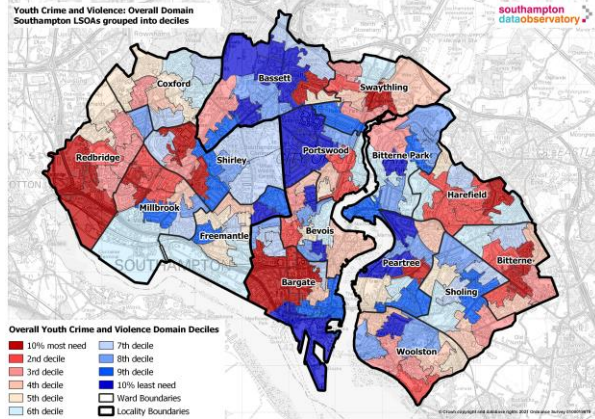 Youth Crime and Violence: Overall Domain
Southampton LSOAs grouped into deciles
southampton
dataobservatory
Coxford
Bassett
Swaythling
Redbridge
Shirley
Portswood
Bitterne Park
Harefield
Millbrook
Freemantle
Bevois
SOUTHAMPTON
Peartree
Bitterne
Bargate
Sholing
Woolston
Overall Youth Crime and Violence Domain Deciles
10% most need
2nd decile
3rd decile
4th decile
5th decile
6th decile
7th decile
8th decile
9th decile
10% least need
Ward Boundaries
Locality Boundaries